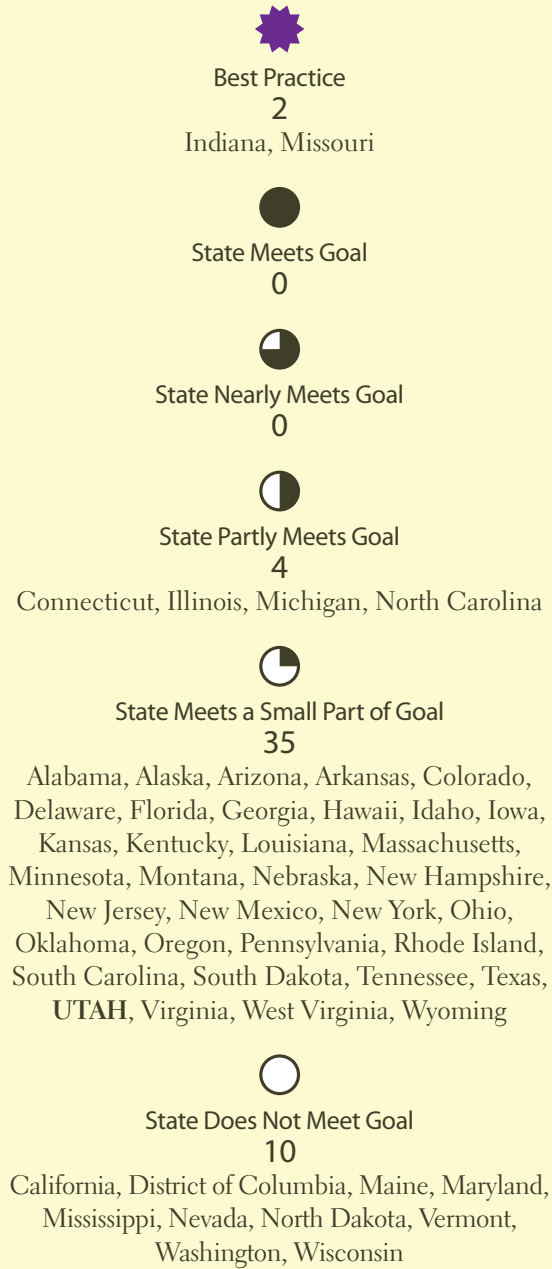 Best Practice
2
Indiana, Missouri
State Meets Goal
0
State Nearly Meets Goal
0
State Partly Meets Goal
4
Connecticut, Illinois, Michigan, North Carolina
State Meets a Small Part of Goal
35
Alabama, Alaska, Arizona, Arkansas, Colorado,
Delaware, Florida, Georgia, Hawaii, Idaho, Iowa,
Kansas, Kentucky, Louisiana, Massachusetts,
Minnesota, Montana, Nebraska, New Hampshire,
New Jersey, New Mexico, New York, Ohio,
Oklahoma, Oregon, Pennsylvania, Rhode Island,
South Carolina, South Dakota, Tennessee, Texas,
UTAH, Virginia, West Virginia, Wyoming
State Does Not Meet Goal
10
California, District of Columbia, Maine, Maryland,
Mississippi, Nevada, North Dakota, Vermont,
Washington, Wisconsin